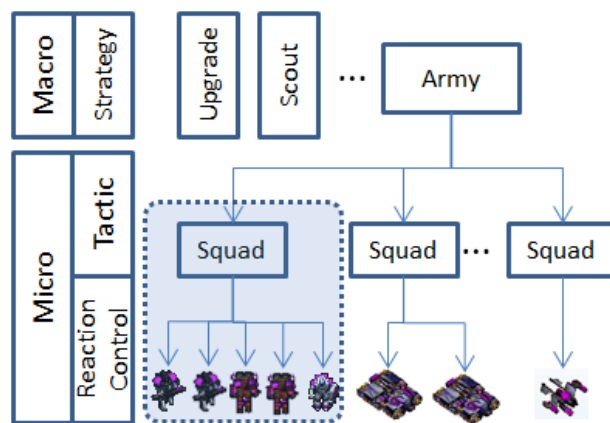 Macro
Strategy
Upgrade
Scout
...
Army
Micro
Tactic
Reaction
Control
Squad
Squad
...
Squad